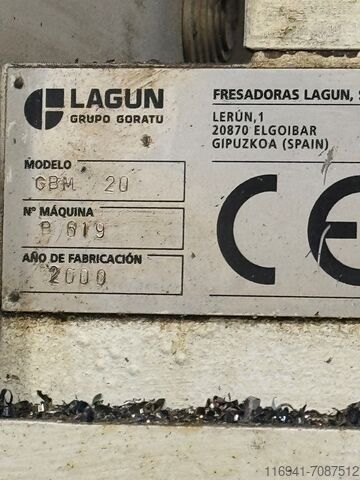 LAGUN
GRUPO GORATU
FRESADORAS LAGUN, S
LERÚN,1
20870 ELGOIBAR
GIPUZKOA (SPAIN)
MODELO
GBM 20
Nº MÁQUINA
B 619
AÑO DE FABRICACIÓN
2000
CE
116941-7087512